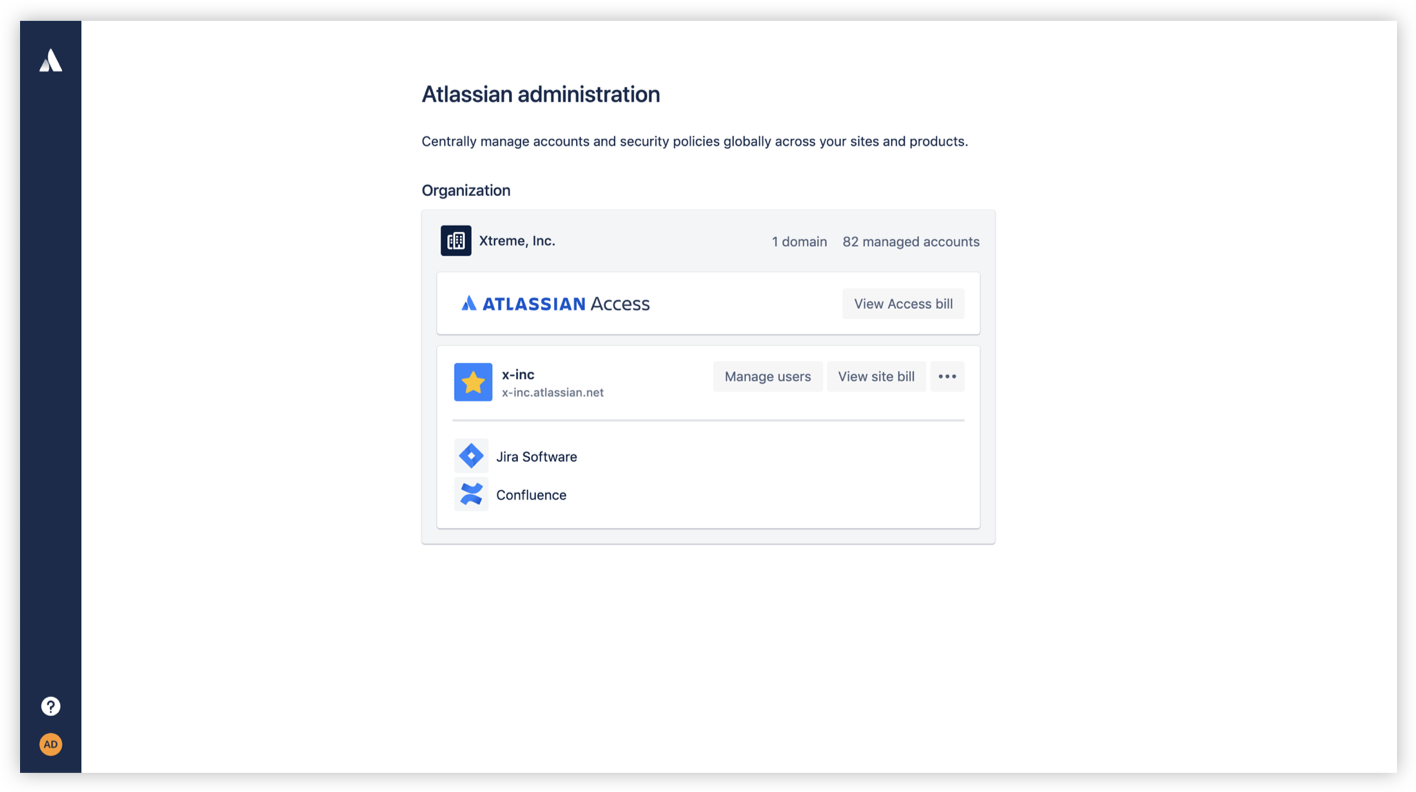 Atlassian administration
Centrally manage accounts and security policies globally across your sites and products.
Organization
Xtreme, Inc. 1 domain 82 managed accounts
ATLASSIAN Access View Access bill
x-inc Manage users View site bill •••
x-inc.atlassian.net
Jira Software
Confluence
?
AD